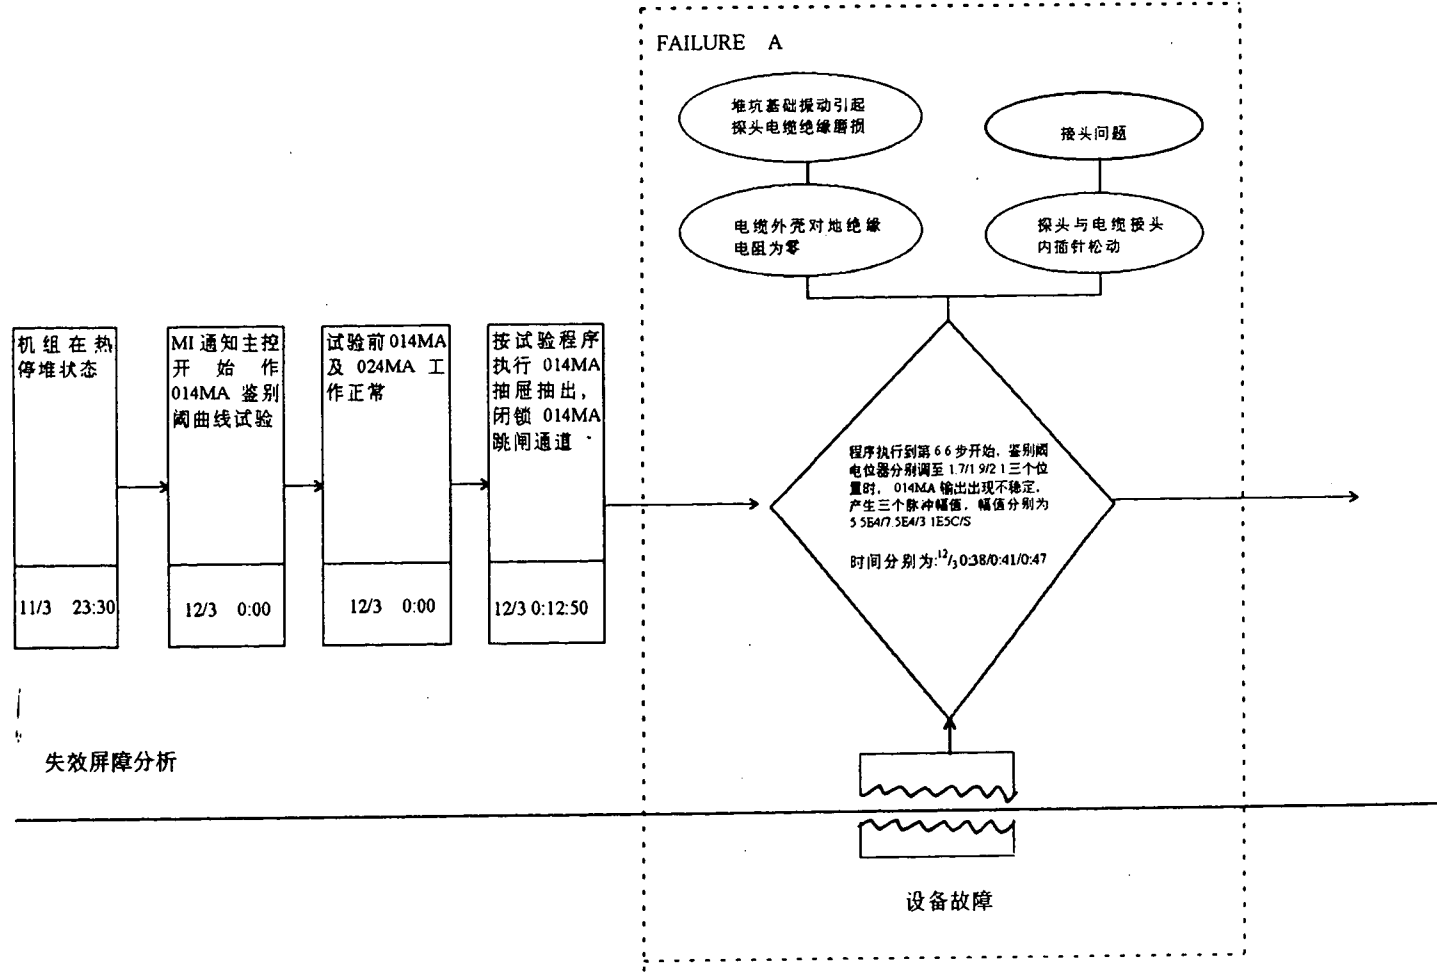 FAILURE A
堆坑基础振动引起
探头电缆绝缘磨损
接头问题
电缆外壳对地绝缘
电阻为零
探头与电缆接头
内插针松动
机组在热
停堆状态
11/3 23:30
MI 通知主控
开始作
014MA 鉴别
阈曲线试验
12/3 0:00
试验前 014MA
及 024MA 工
作正常
12/3 0:00
按试验程序
执行 014MA
抽屉抽出，
闭锁 014MA
跳闸通道
12/3 0:12:50
程序执行到第 6 6 步开始，鉴别阈
电位器分别调至 1.7/1 9/2 1 三个位
置时， 014MA 输出出现不稳定，
产生三个脉冲幅值，幅值分别为
5 5E4/7.5E4/3 1E5C/S
时间分别为:12/3 0:38/0:41/0:47
失效屏障分析
设备故障